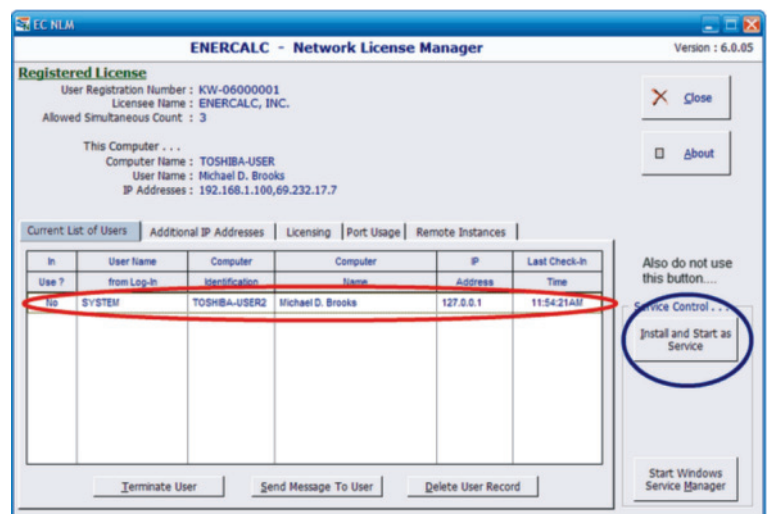 EC NLM
ENERCALC - Network License Manager
Version : 6.0.05
Registered License
User Registration Number : KW-06000001
Licensee Name : ENERCALC, INC.
Allowed Simultaneous Count : 3
Close
This Computer . . .
Computer Name : TOSHIBA-USER
User Name : Michael D. Brooks
IP Addresses : 192.168.1.100,69.232.17.7
About
Current List of Users Additional IP Addresses Licensing Port Usage Remote Instances
In User Name Computer Computer IP Last Check-In
Use ? from Log-In Identification Name Address Time
No SYSTEM TOSHIBA-USER2 Michael D. Brooks 127.0.0.1 11:54:21AM
Also do not use
this button....
Service Control . . .
Install and Start as
Service
Terminate User Send Message To User Delete User Record
Start Windows
Service Manager